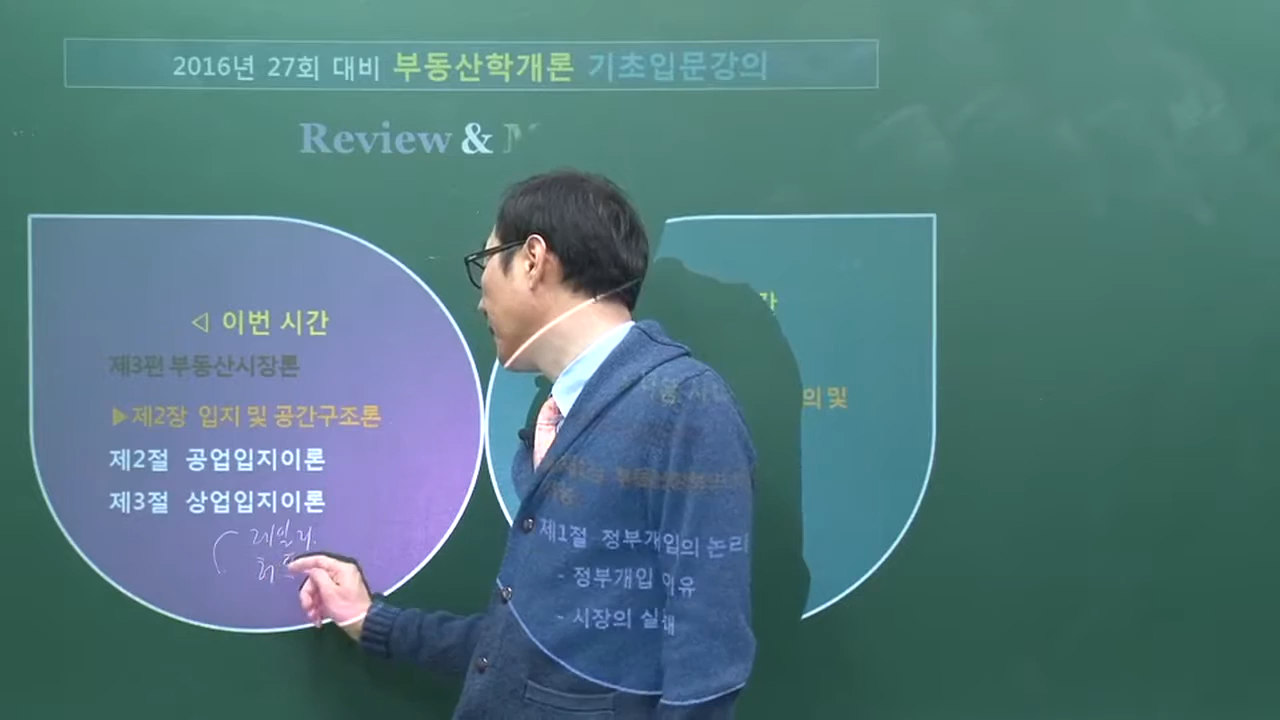 2016년 27회 대비 부동산학개론 기초입문강의
Review &
◁ 이번 시간
제3편 부동산시장론
▶제2장 입지 및 공간구조론
제2절 공업입지이론
제3절 상업입지이론
레일리
의 및
제1절 정부개입의 논리
- 정부개입 이유
- 시장의 실패